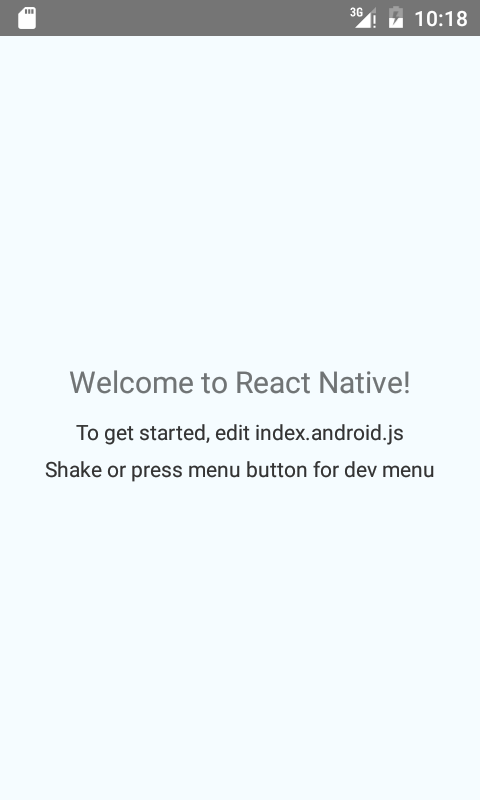 3G 10:18
Welcome to React Native!
To get started, edit index.android.js
Shake or press menu button for dev menu